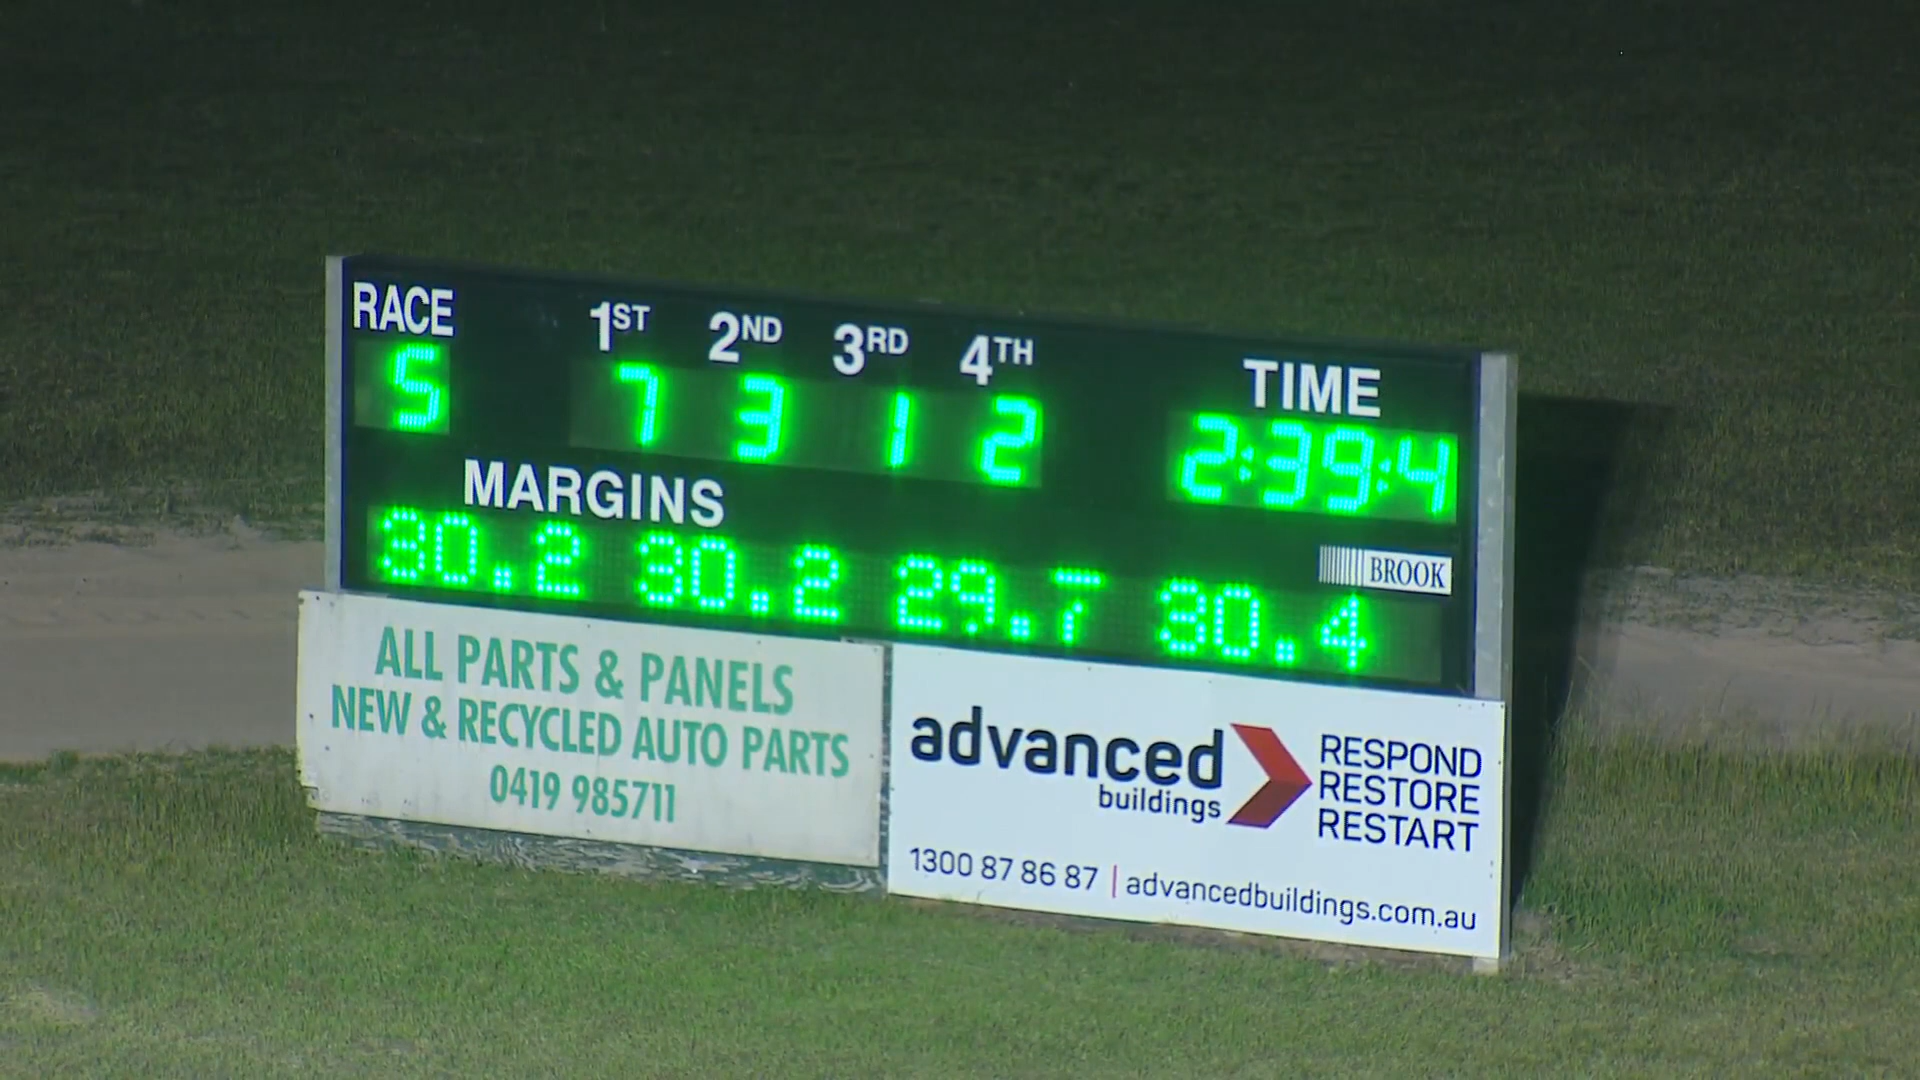 RACE 1ST 2ND 3RD 4TH TIME
5 7 3 1 2 2:39:4
MARGINS
30.2 30.2 29.7 30.4
BROOK
ALL PARTS & PANELS
NEW & RECYCLED AUTO PARTS
0419 985711
advanced
buildings
RESPOND
RESTORE
RESTART
1300 87 86 87 | advancedbuildings.com.au